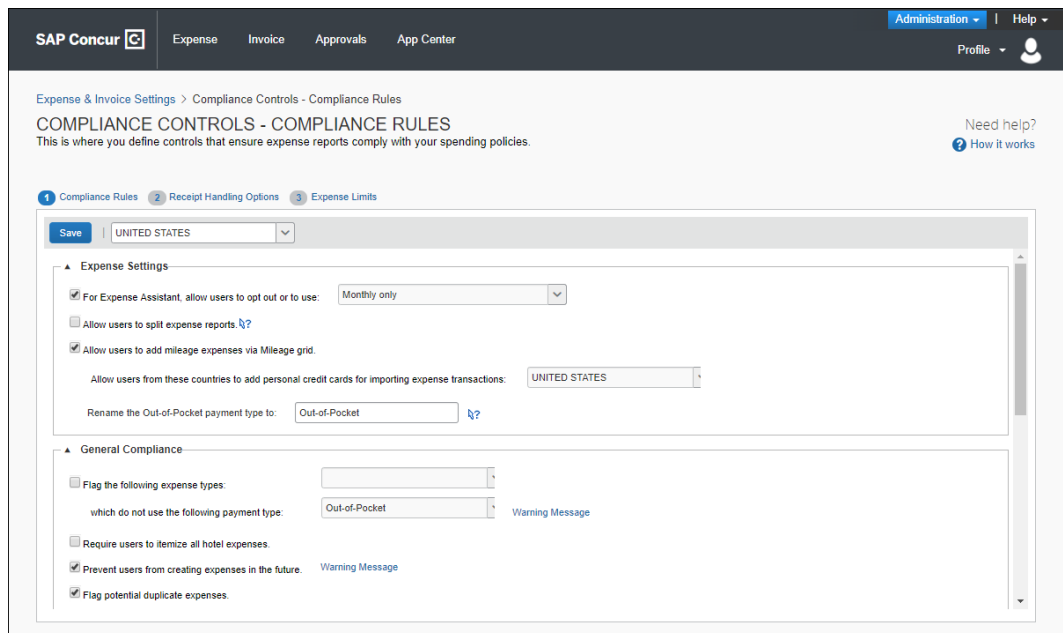 Administration | Help
SAP Concur C Expense Invoice Approvals App Center
Profile
Expense & Invoice Settings > Compliance Controls - Compliance Rules
COMPLIANCE CONTROLS - COMPLIANCE RULES
This is where you define controls that ensure expense reports comply with your spending policies.
Need help?
? How it works
1 Compliance Rules 2 Receipt Handling Options 3 Expense Limits
Save | UNITED STATES
Expense Settings
For Expense Assistant, allow users to opt out or to use: Monthly only
Allow users to split expense reports. ?
Allow users to add mileage expenses via Mileage grid.
Allow users from these countries to add personal credit cards for importing expense transactions: UNITED STATES
Rename the Out-of-Pocket payment type to: Out-of-Pocket ?
General Compliance
Flag the following expense types:
which do not use the following payment type: Out-of-Pocket Warning Message
Require users to itemize all hotel expenses.
Prevent users from creating expenses in the future. Warning Message
Flag potential duplicate expenses.